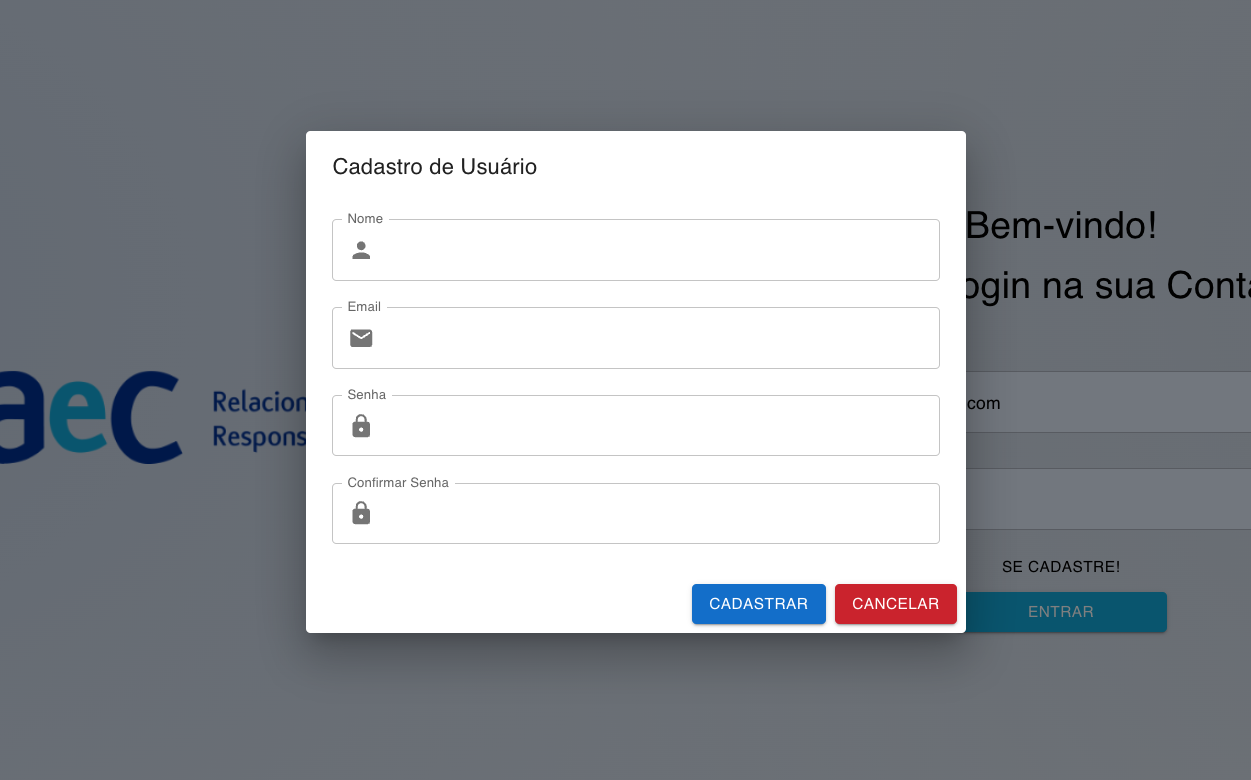 Cadastro de Usuário
Nome
Email
Senha
Confirmar Senha
CADASTRAR CANCELAR
aeC
Relacion
Respons
Bem-vindo!
ogin na sua Conta
com
SE CADASTRE!
ENTRAR